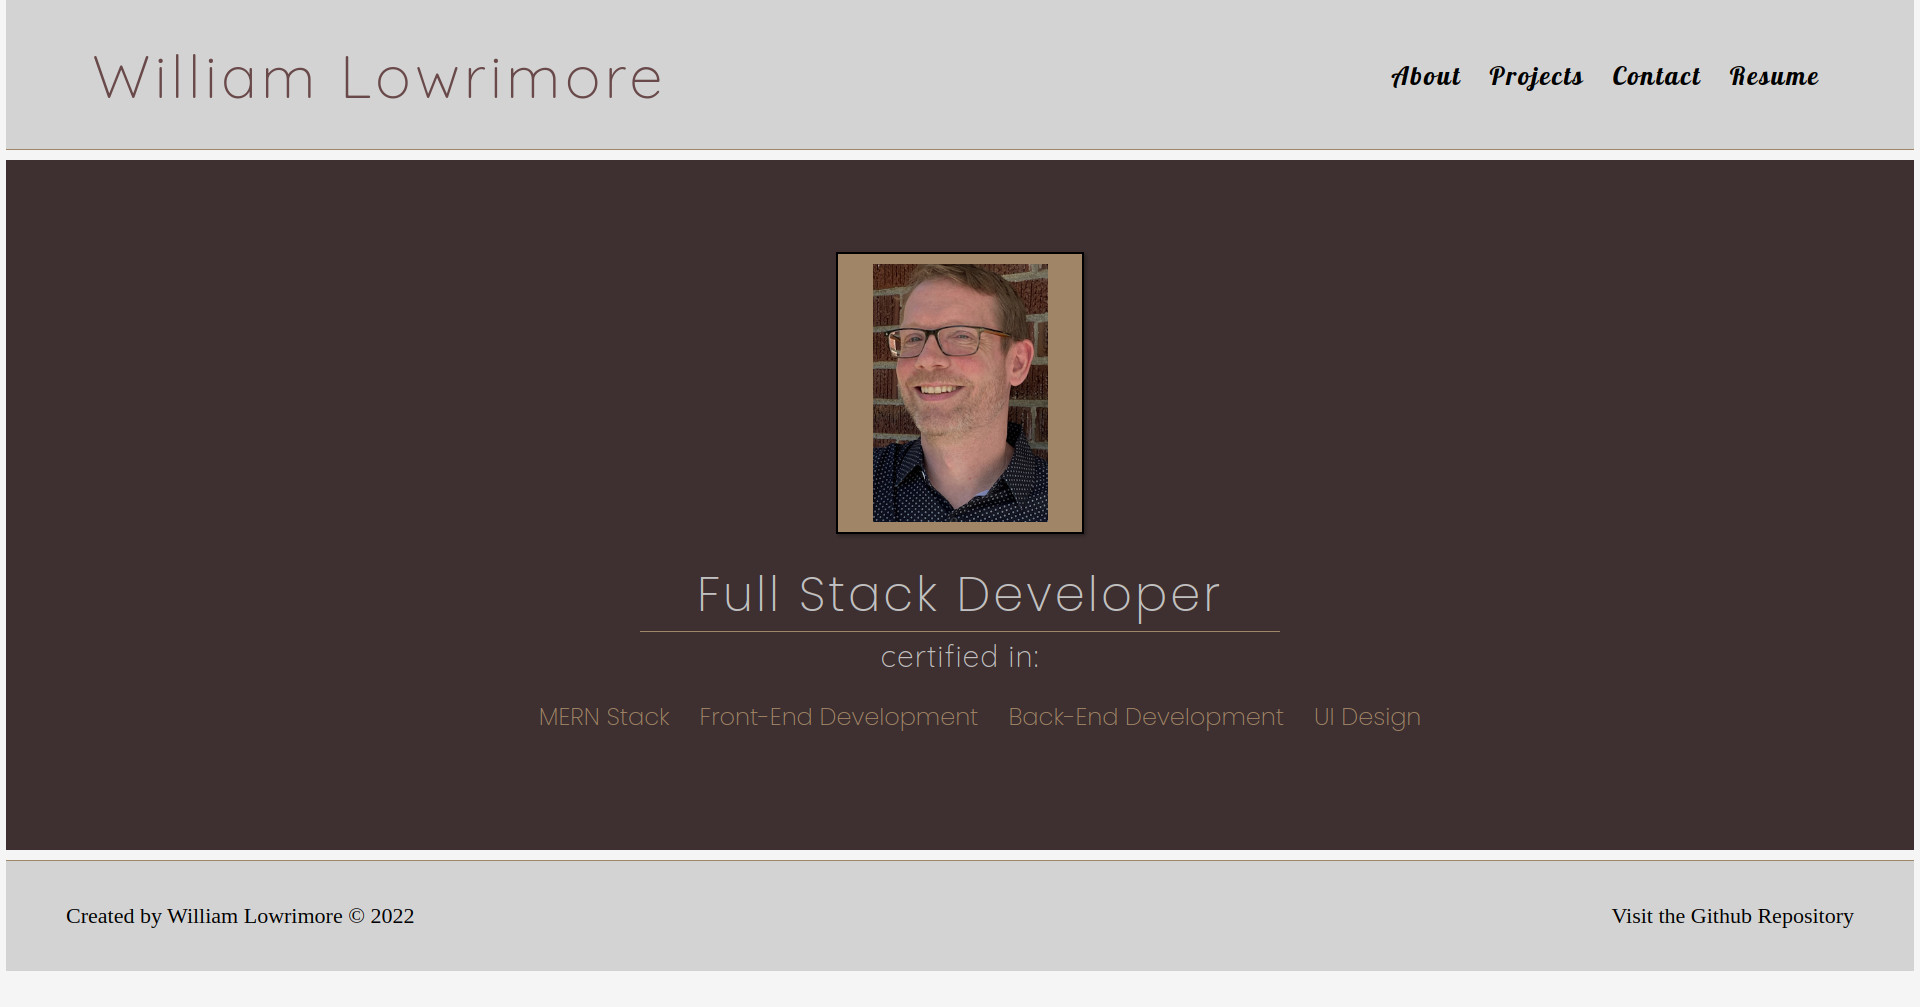 William Lowrimore
About Projects Contact Resume
Full Stack Developer
certified in:
MERN Stack Front-End Development Back-End Development UI Design
Created by William Lowrimore © 2022
Visit the Github Repository